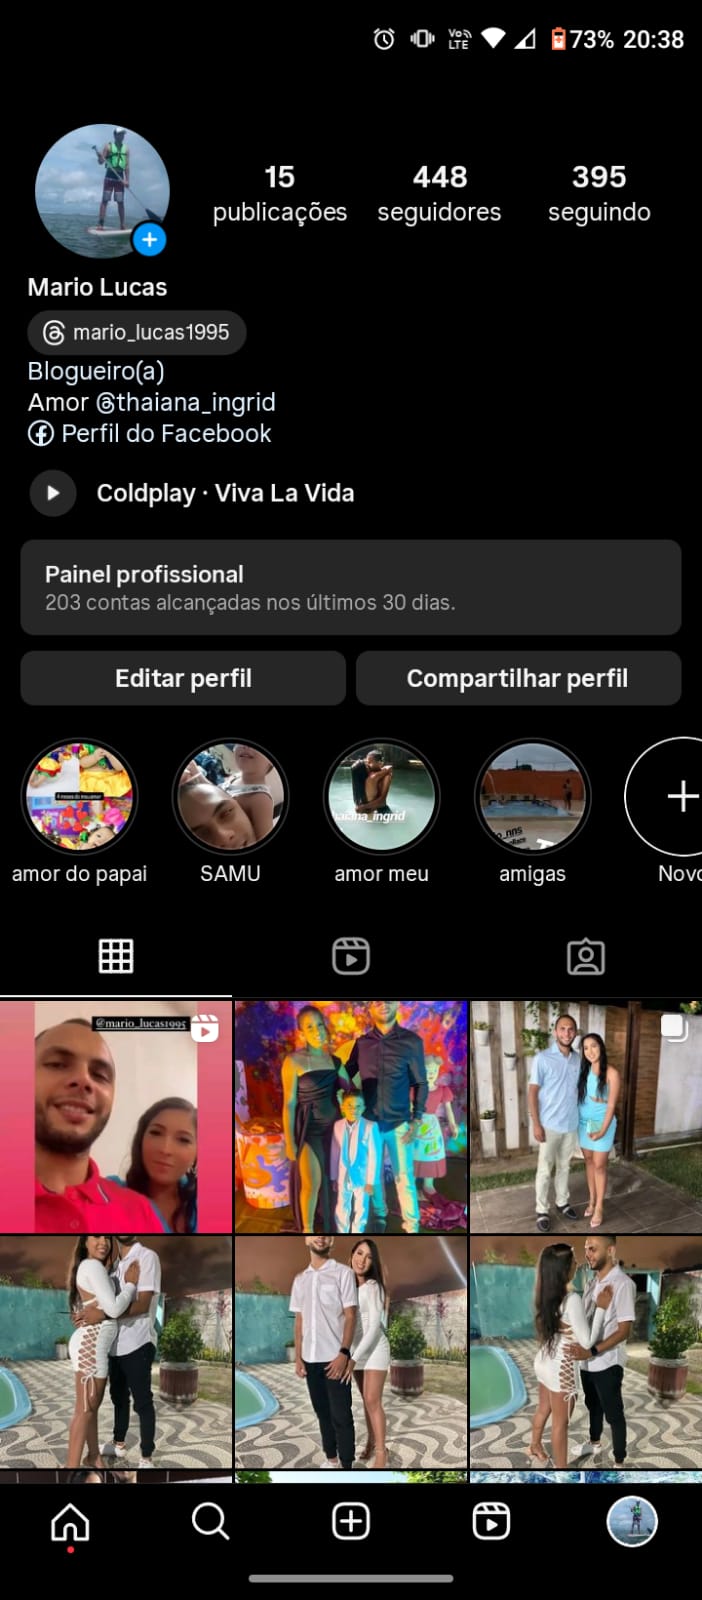 Vo)) LTE 73% 20:38
15 448 395
publicações seguidores seguindo
Mario Lucas
mario_lucas1995
Blogueiro(a)
Amor @thaiana_ingrid
Perfil do Facebook
Coldplay · Viva La Vida
Painel profissional
203 contas alcançadas nos últimos 30 dias.
Editar perfil Compartilhar perfil
aiana_ingrid
amor do papai SAMU amor meu amigas Novo
@mario_lucas1995